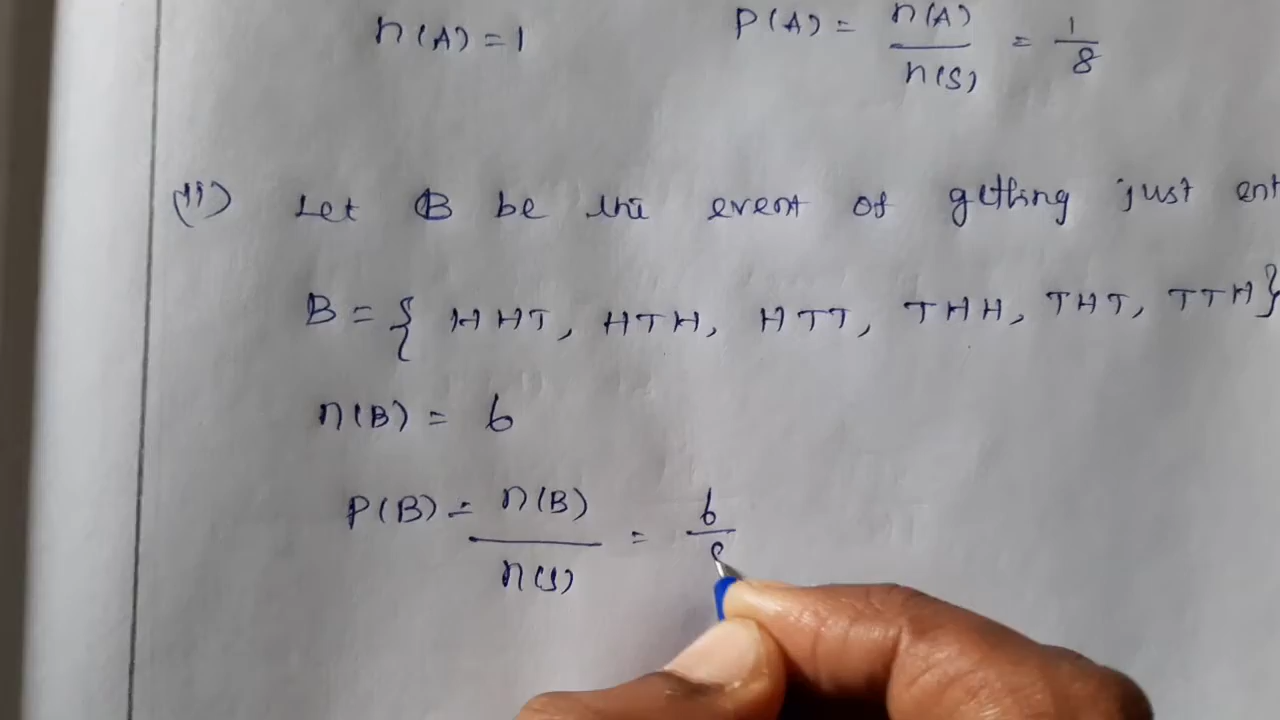 n(A) = 1 P(A) = n(A)/n(S) = 1/8
(ii) Let B be the event of getting just
B = { HHT, HTH, HTT, THH, THT, TTH}
n(B) = 6
P(B) = n(B)/n(S) = 6/8